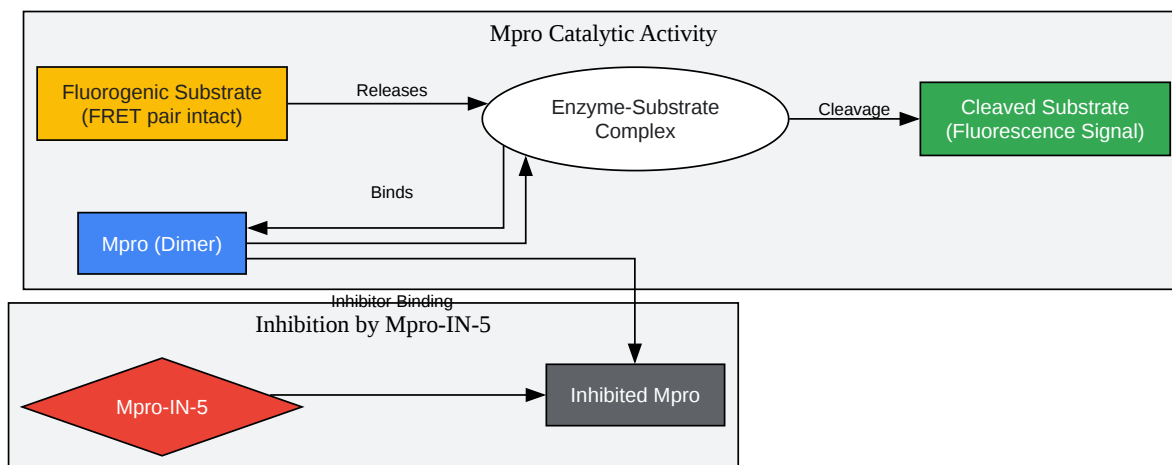 Mpro Catalytic Activity
Fluorogenic Substrate
(FRET pair intact)
Releases
Enzyme-Substrate
Complex
Cleavage
Cleaved Substrate
(Fluorescence Signal)
Binds
Mpro (Dimer)
Inhibitor Binding
Inhibition by Mpro-IN-5
Mpro-IN-5
Inhibited Mpro